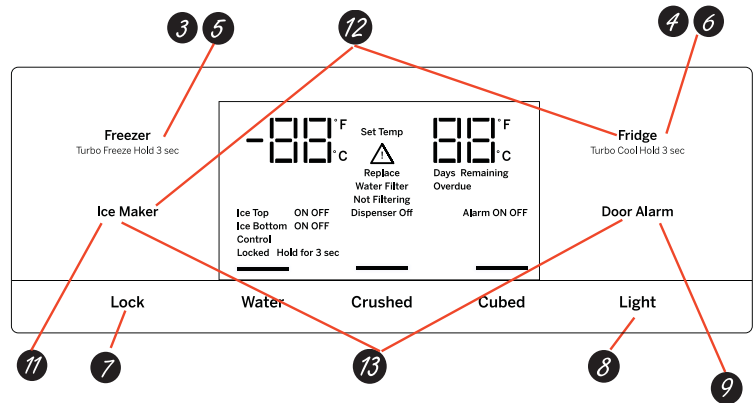 3 5 12 4 6
Freezer
Turbo Freeze Hold 3 sec
-88 °F °C
Set Temp
88 °F °C
Fridge
Turbo Cool Hold 3 sec
!
Replace
Water Filter
Not Filtering
Dispenser Off
Days Remaining
Overdue
Ice Maker
Ice Top ON OFF
Ice Bottom ON OFF
Control
Locked Hold for 3 sec
Alarm ON OFF
Door Alarm
Lock Water Crushed Cubed Light
11 7 13 8 9